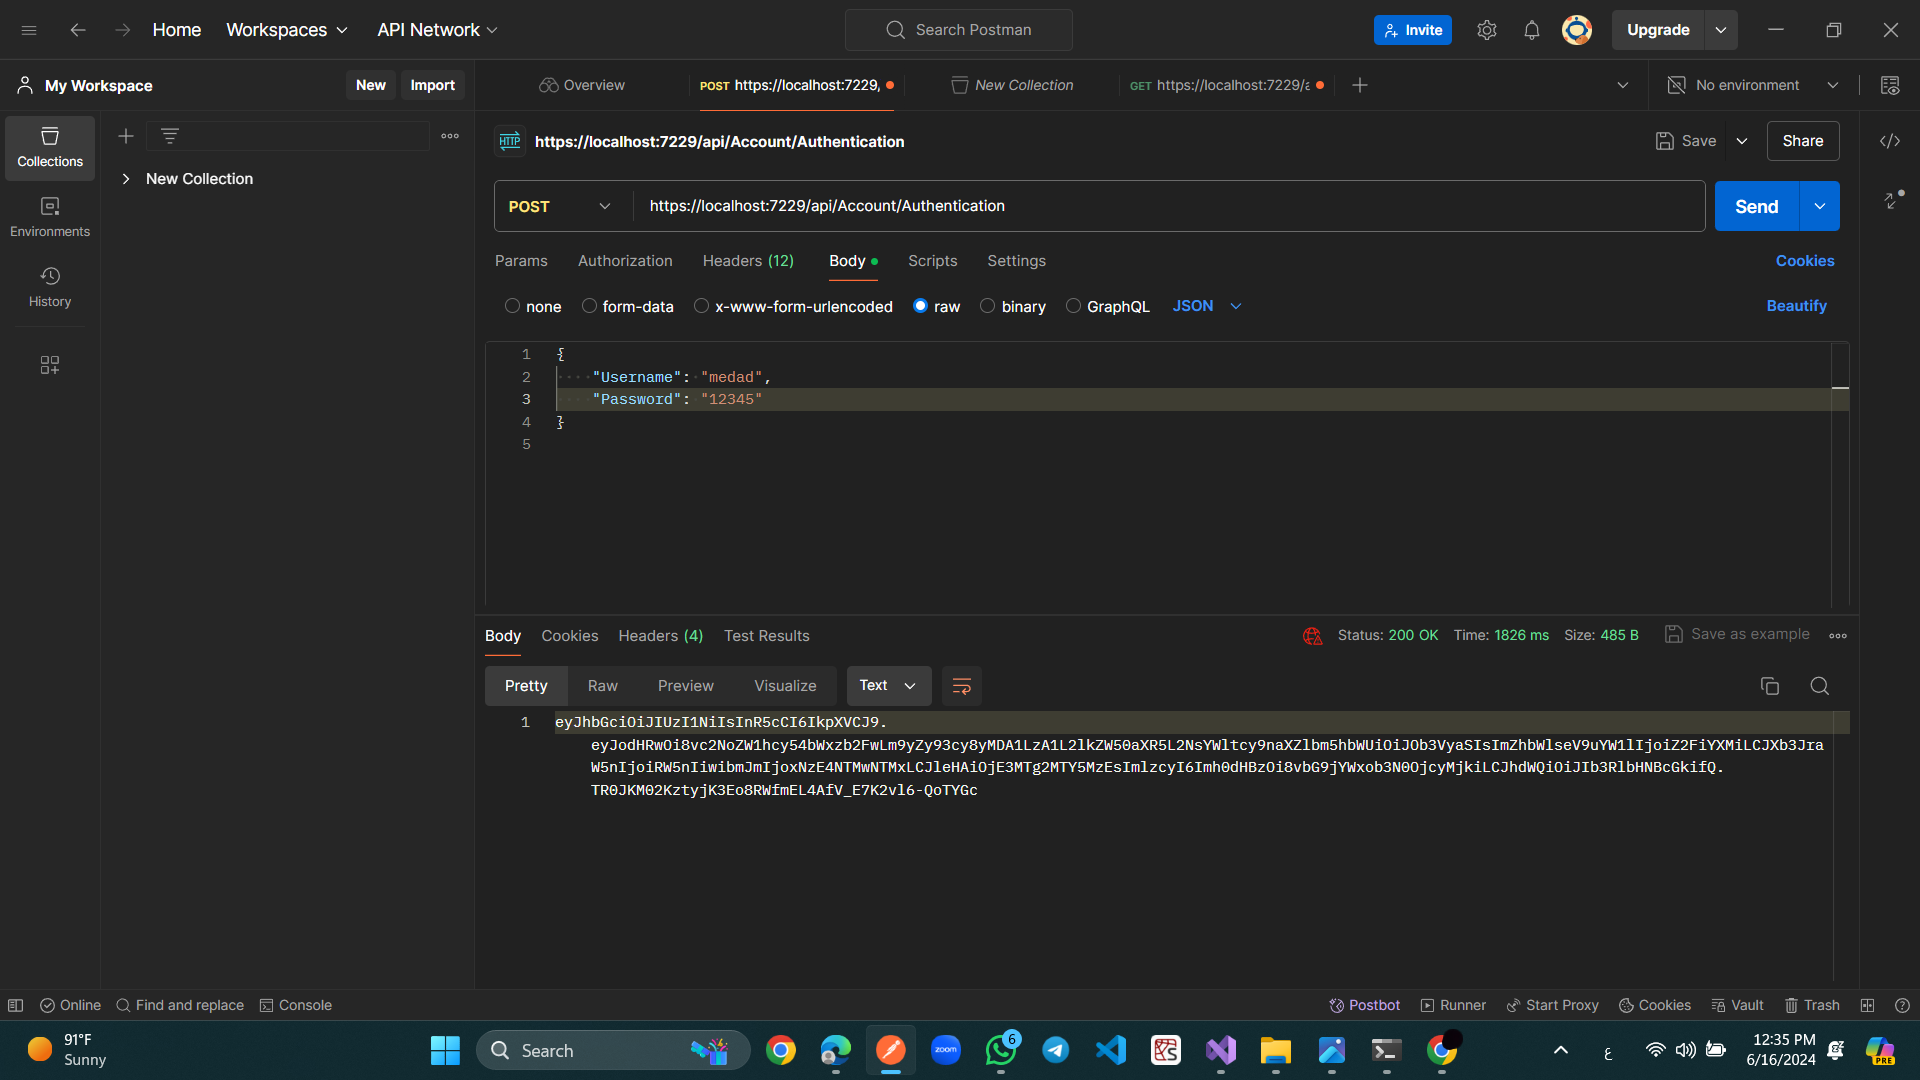 Home Workspaces API Network Search Postman Invite Upgrade
My Workspace New Import Overview POST https://localhost:7229, New Collection GET https://localhost:7229/a No environment
Collections
Environments
History
New Collection
HTTP https://localhost:7229/api/Account/Authentication Save Share
POST https://localhost:7229/api/Account/Authentication Send
Params Authorization Headers (12) Body Scripts Settings Cookies
none form-data x-www-form-urlencoded raw binary GraphQL JSON Beautify
1 {
2 "Username": "medad",
3 "Password": "12345"
4 }
5
Body Cookies Headers (4) Test Results Status: 200 OK Time: 1826 ms Size: 485 B Save as example
Pretty Raw Preview Visualize Text
1 eyJhbGciOiJIUzI1NiIsInR5cCI6IkpXVCJ9.
eyJodHRwOi8vc2NoZW1hcy54bWxzb2FwLm9yZy93cy8yMDA1LzA1L2lkZW50aXR5L2NsYWltcy9naXZlbm5hbWUiOiJOb3VyaSIsImZhbWlseV9uYW1lIjoiZ2FiYXMiLCJXb3Jra
W5nIjoiRW5nIiwibmJmIjoxNzE4NTMwNTMxLCJleHAiOjE3MTg2MTY5MzEsImlzcyI6Imh0dHBzOi8vbG9jYWxob3N0OjcyMjkiLCJhdWQiOiJIb3RlbHNBcGkifQ.
TR0JKM02KztyjK3Eo8RWfmEL4AfV_E7K2vl6-QoTYGc
Online Find and replace Console Postbot Runner Start Proxy Cookies Vault Trash
91°F
Sunny
Search
zoom
6
ع
12:35 PM
6/16/2024
PRE